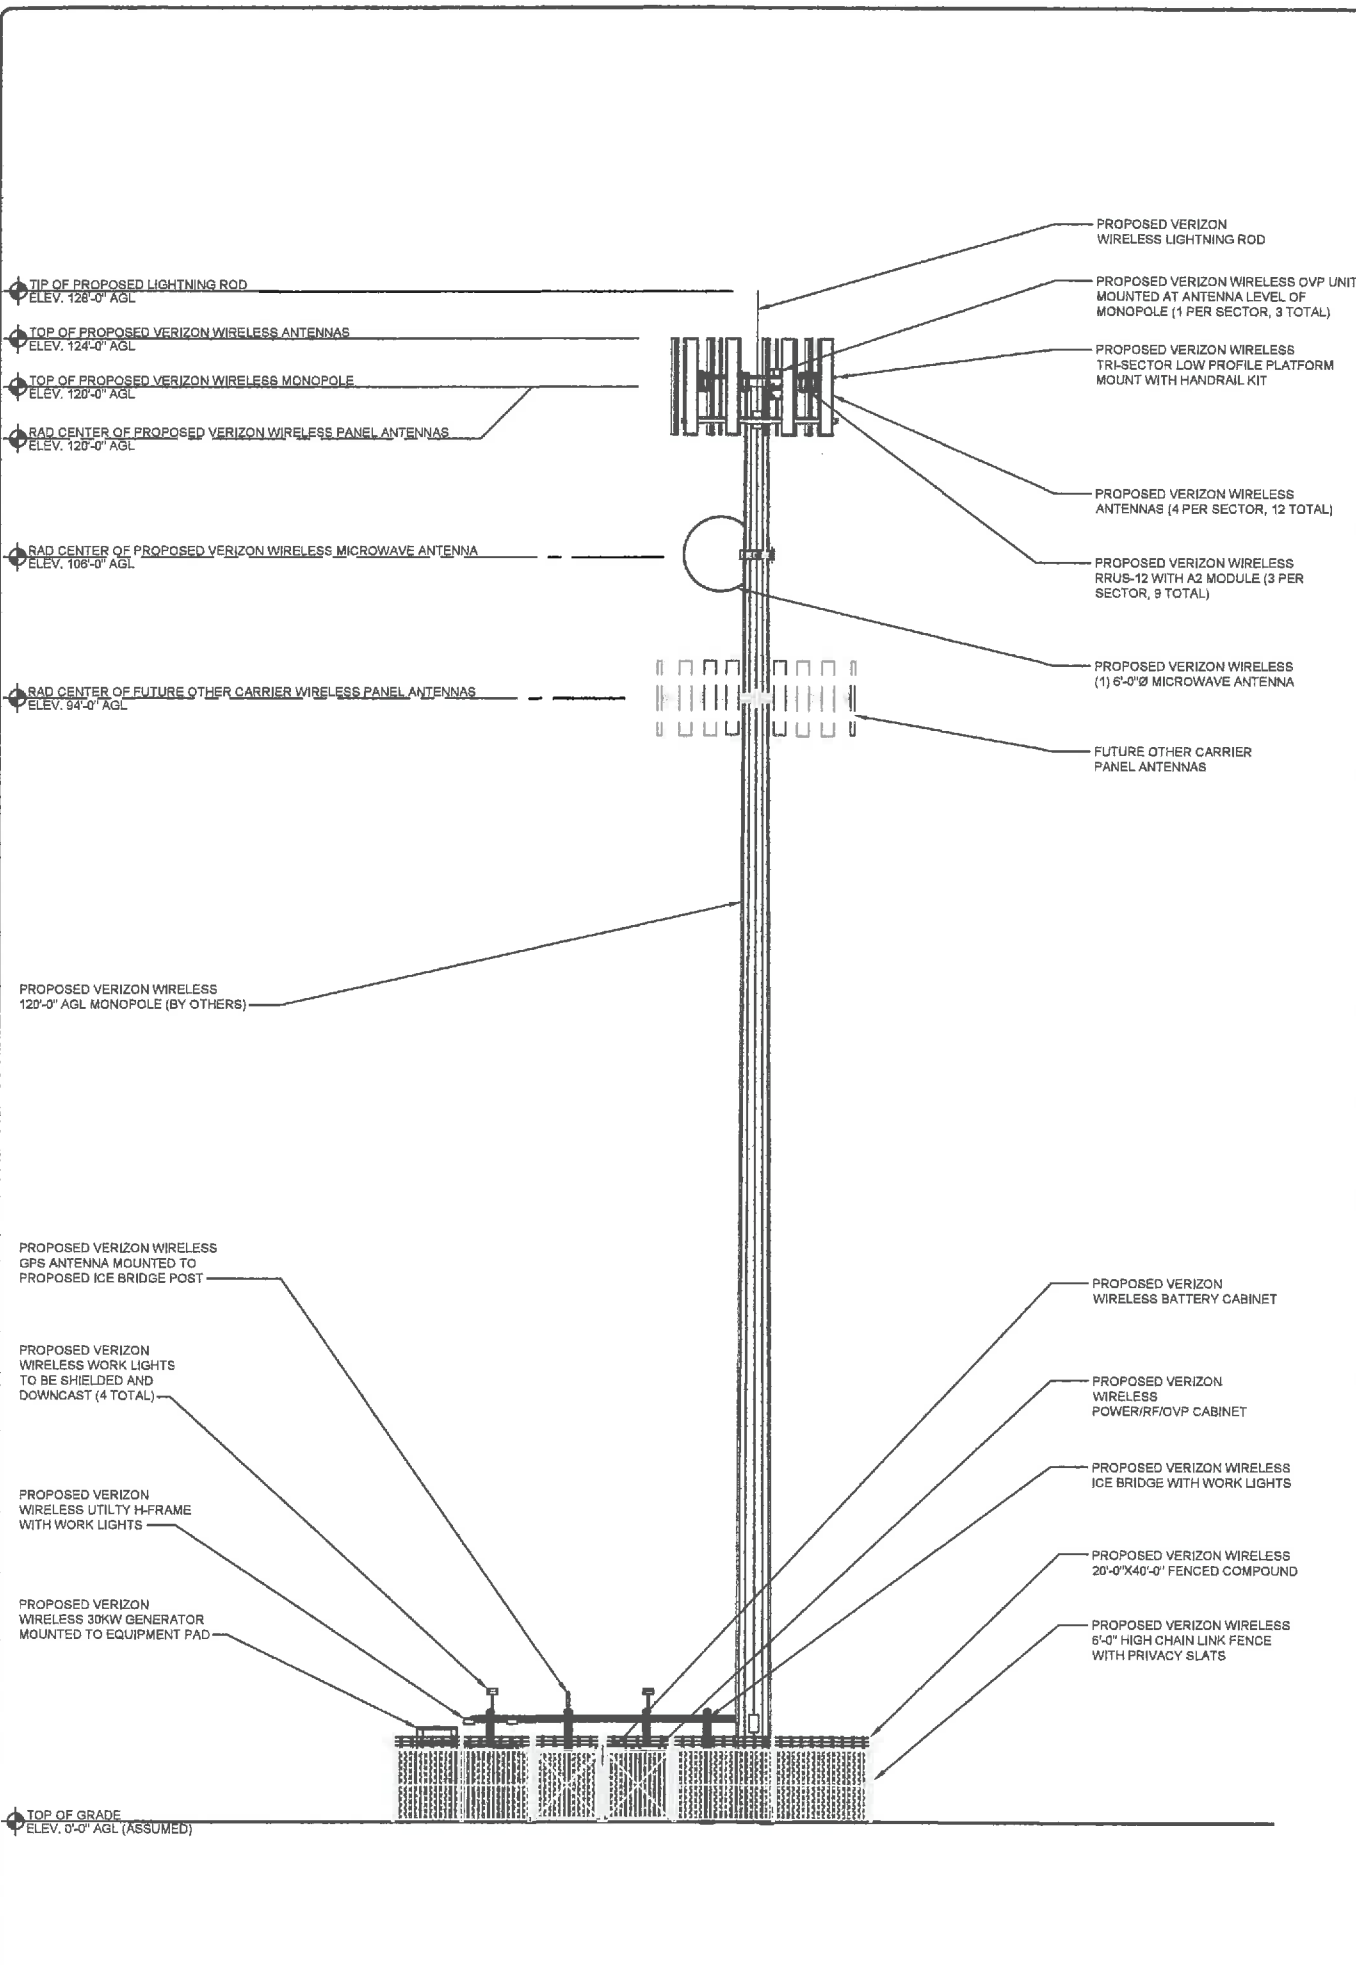 PROPOSED VERIZON
WIRELESS LIGHTNING ROD
TIP OF PROPOSED LIGHTNING ROD
ELEV. 128'-0" AGL
PROPOSED VERIZON WIRELESS OVP UNIT
MOUNTED AT ANTENNA LEVEL OF
MONOPOLE (1 PER SECTOR, 3 TOTAL)
TOP OF PROPOSED VERIZON WIRELESS ANTENNAS
ELEV. 124'-0" AGL
PROPOSED VERIZON WIRELESS
TRI-SECTOR LOW PROFILE PLATFORM
MOUNT WITH HANDRAIL KIT
TOP OF PROPOSED VERIZON WIRELESS MONOPOLE
ELEV. 120'-0" AGL
RAD CENTER OF PROPOSED VERIZON WIRELESS PANEL ANTENNAS
ELEV. 120'-0" AGL
PROPOSED VERIZON WIRELESS
ANTENNAS (4 PER SECTOR, 12 TOTAL)
RAD CENTER OF PROPOSED VERIZON WIRELESS MICROWAVE ANTENNA
ELEV. 106'-0" AGL
PROPOSED VERIZON WIRELESS
RRUS-12 WITH A2 MODULE (3 PER
SECTOR, 9 TOTAL)
PROPOSED VERIZON WIRELESS
(1) 6'-0"Ø MICROWAVE ANTENNA
RAD CENTER OF FUTURE OTHER CARRIER WIRELESS PANEL ANTENNAS
ELEV. 94'-0" AGL
FUTURE OTHER CARRIER
PANEL ANTENNAS
PROPOSED VERIZON WIRELESS
120'-0" AGL MONOPOLE (BY OTHERS)
PROPOSED VERIZON WIRELESS
GPS ANTENNA MOUNTED TO
PROPOSED ICE BRIDGE POST
PROPOSED VERIZON
WIRELESS BATTERY CABINET
PROPOSED VERIZON
WIRELESS WORK LIGHTS
TO BE SHIELDED AND
DOWNCAST (4 TOTAL)
PROPOSED VERIZON
WIRELESS
POWER/RF/OVP CABINET
PROPOSED VERIZON WIRELESS
ICE BRIDGE WITH WORK LIGHTS
PROPOSED VERIZON
WIRELESS UTILTY H-FRAME
WITH WORK LIGHTS
PROPOSED VERIZON WIRELESS
20'-0"X40'-0" FENCED COMPOUND
PROPOSED VERIZON
WIRELESS 30KW GENERATOR
MOUNTED TO EQUIPMENT PAD
PROPOSED VERIZON WIRELESS
6'-0" HIGH CHAIN LINK FENCE
WITH PRIVACY SLATS
TOP OF GRADE
ELEV. 0'-0" AGL (ASSUMED)